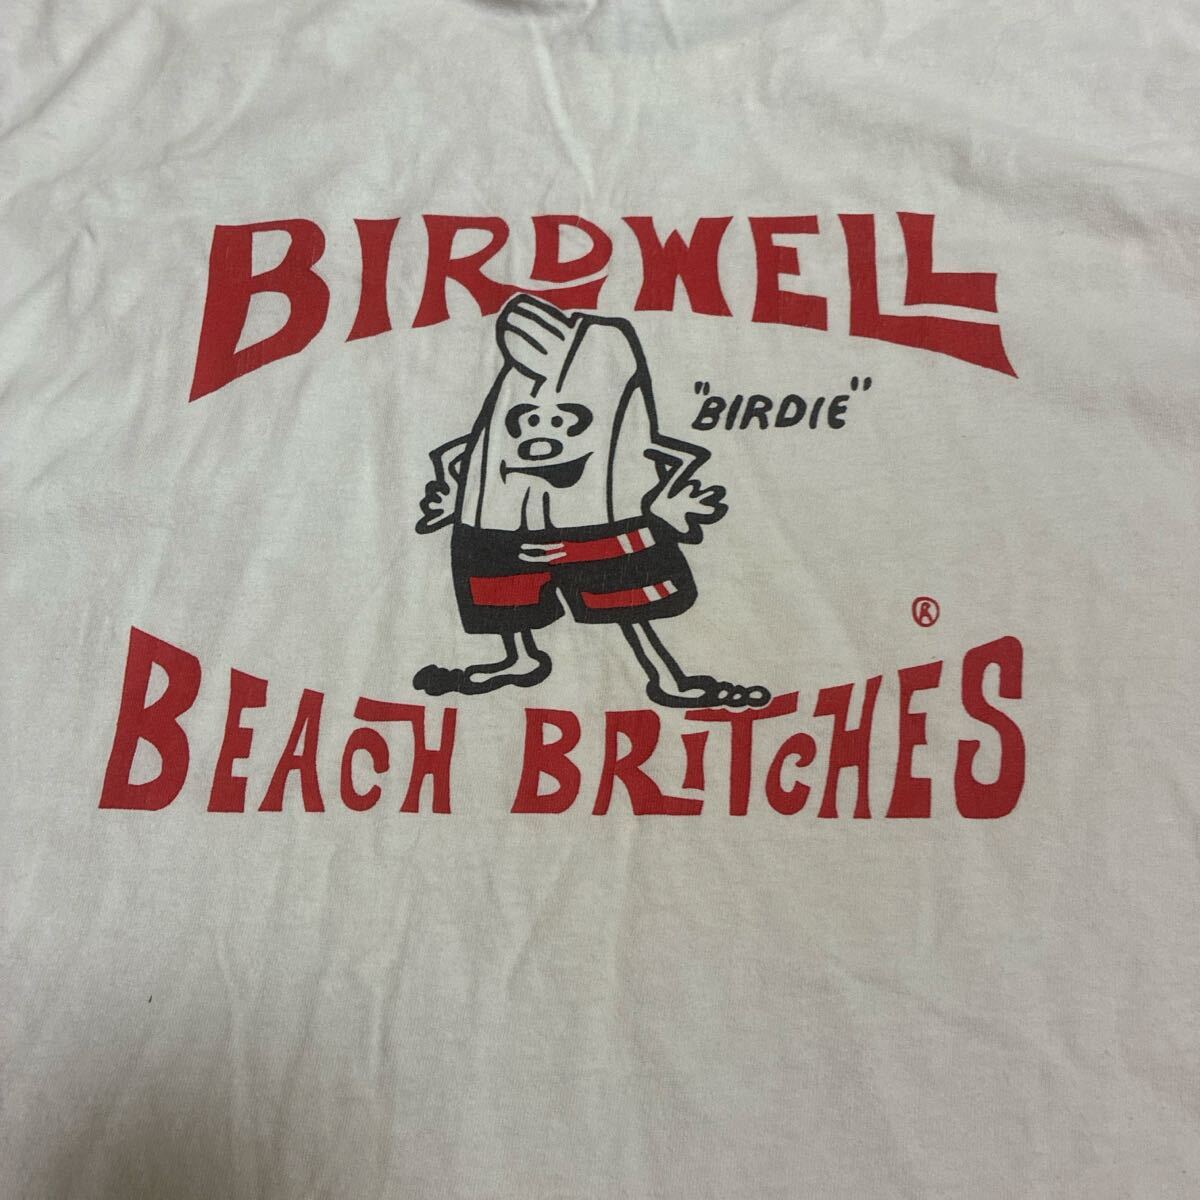 BIRDWELL
"BIRDIE"
®
BEACH BRITCHES